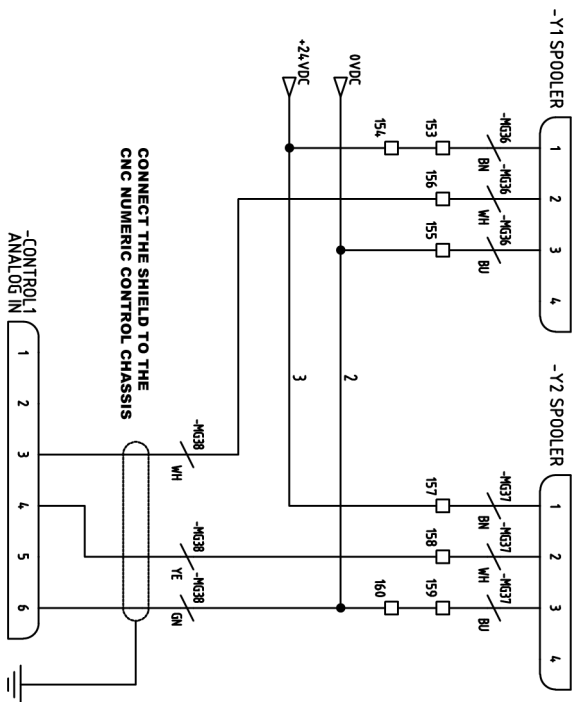 -Y1 SPOOLER
1
2
3
4
-MG36
-MG36
-MG36
BN
WH
BU
153
154
156
155
+24VDC
0VDC
3
2
-Y2 SPOOLER
1
2
3
4
-MG37
-MG37
-MG37
BN
WH
BU
157
158
159
160
CONNECT THE SHIELD TO THE
CNC NUMERIC CONTROL CHASSIS
-MG38
-MG38
-MG38
WH
YE
GN
-CONTROL1
ANALOG IN
1
2
3
4
5
6